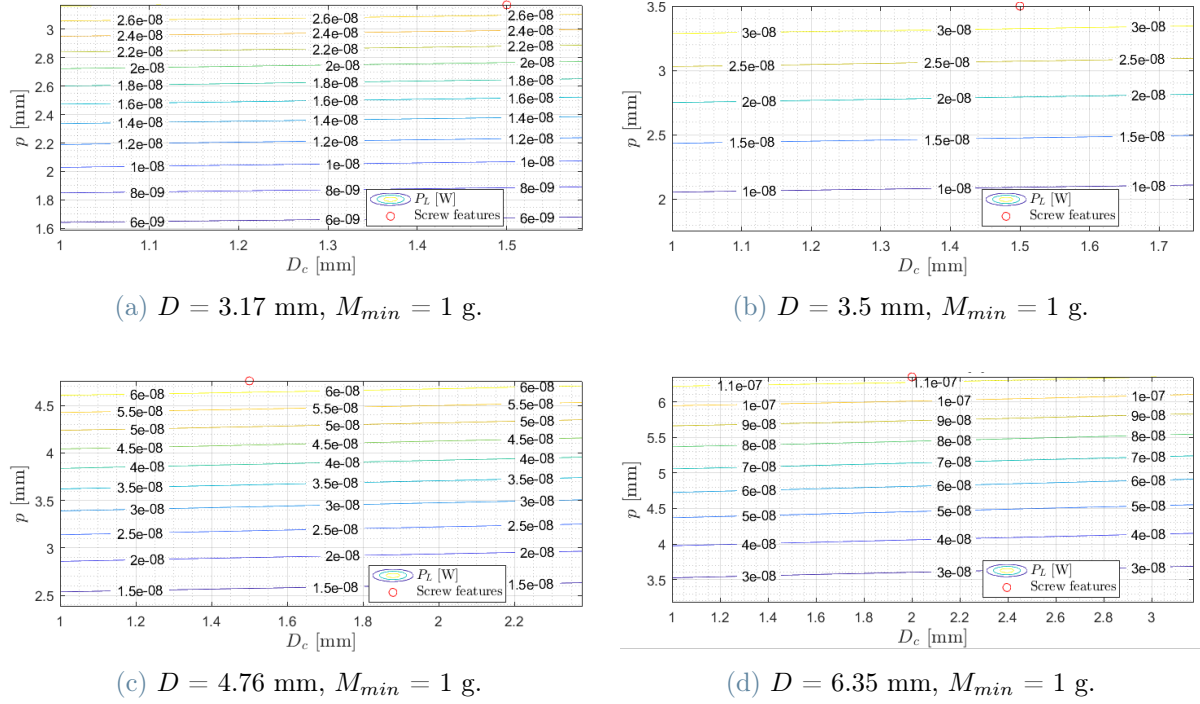 2.6e-08 2.6e-08 2.6e-08
2.4e-08 2.4e-08 2.4e-08
2.2e-08 2.2e-08 2.2e-08
2e-08 2e-08 2e-08
1.8e-08 1.8e-08 1.8e-08
1.6e-08 1.6e-08 1.6e-08
1.4e-08 1.4e-08 1.4e-08
1.2e-08 1.2e-08 1.2e-08
1e-08 1e-08 1e-08
8e-09 8e-09 8e-09
6e-09 6e-09 6e-09
3
2.8
2.6
2.4
2.2
2
1.8
1.6
p [mm]
P_L [W]
Screw features
1 1.1 1.2 1.3 1.4 1.5
D_c [mm]
(a) D = 3.17 mm, M_min = 1 g.
3e-08 3e-08 3e-08
2.5e-08 2.5e-08 2.5e-08
2e-08 2e-08 2e-08
1.5e-08 1.5e-08 1.5e-08
1e-08 1e-08 1e-08
3.5
3
2.5
2
p [mm]
P_L [W]
Screw features
1 1.1 1.2 1.3 1.4 1.5 1.6 1.7
D_c [mm]
(b) D = 3.5 mm, M_min = 1 g.
6e-08 6e-08 6e-08
5.5e-08 5.5e-08 5.5e-08
5e-08 5e-08 5e-08
4.5e-08 4.5e-08 4.5e-08
4e-08 4e-08 4e-08
3.5e-08 3.5e-08 3.5e-08
3e-08 3e-08 3e-08
2.5e-08 2.5e-08 2.5e-08
2e-08 2e-08 2e-08
1.5e-08 1.5e-08 1.5e-08
4.5
4
3.5
3
2.5
p [mm]
P_L [W]
Screw features
1 1.2 1.4 1.6 1.8 2 2.2
D_c [mm]
(c) D = 4.76 mm, M_min = 1 g.
1.1e-07 1.1e-07
1e-07 1e-07 1e-07
9e-08 9e-08 9e-08
8e-08 8e-08 8e-08
7e-08 7e-08 7e-08
6e-08 6e-08 6e-08
5e-08 5e-08 5e-08
4e-08 4e-08 4e-08
3e-08 3e-08 3e-08
6
5.5
5
4.5
4
3.5
p [mm]
P_L [W]
Screw features
1 1.2 1.4 1.6 1.8 2 2.2 2.4 2.6 2.8 3
D_c [mm]
(d) D = 6.35 mm, M_min = 1 g.